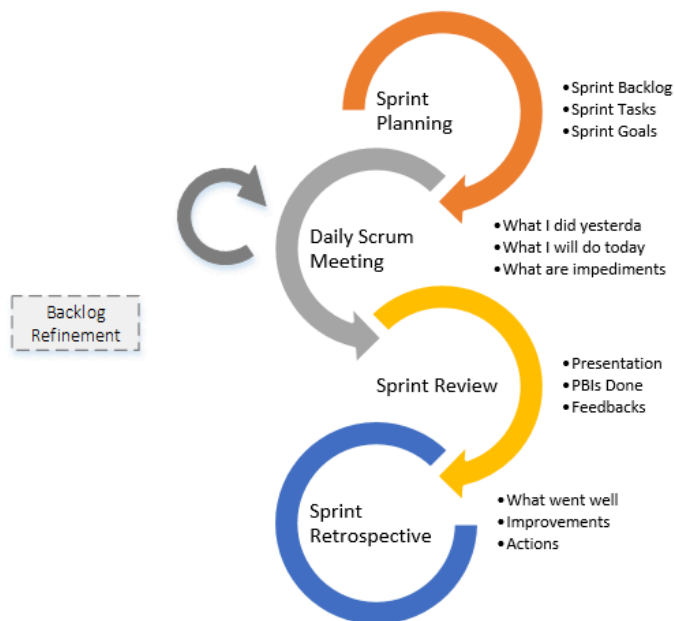 Sprint
Planning
•Sprint Backlog
•Sprint Tasks
•Sprint Goals
Daily Scrum
Meeting
•What I did yesterda
•What I will do today
•What are impediments
Backlog
Refinement
Sprint Review
•Presentation
•PBIs Done
•Feedbacks
Sprint
Retrospective
•What went well
•Improvements
•Actions